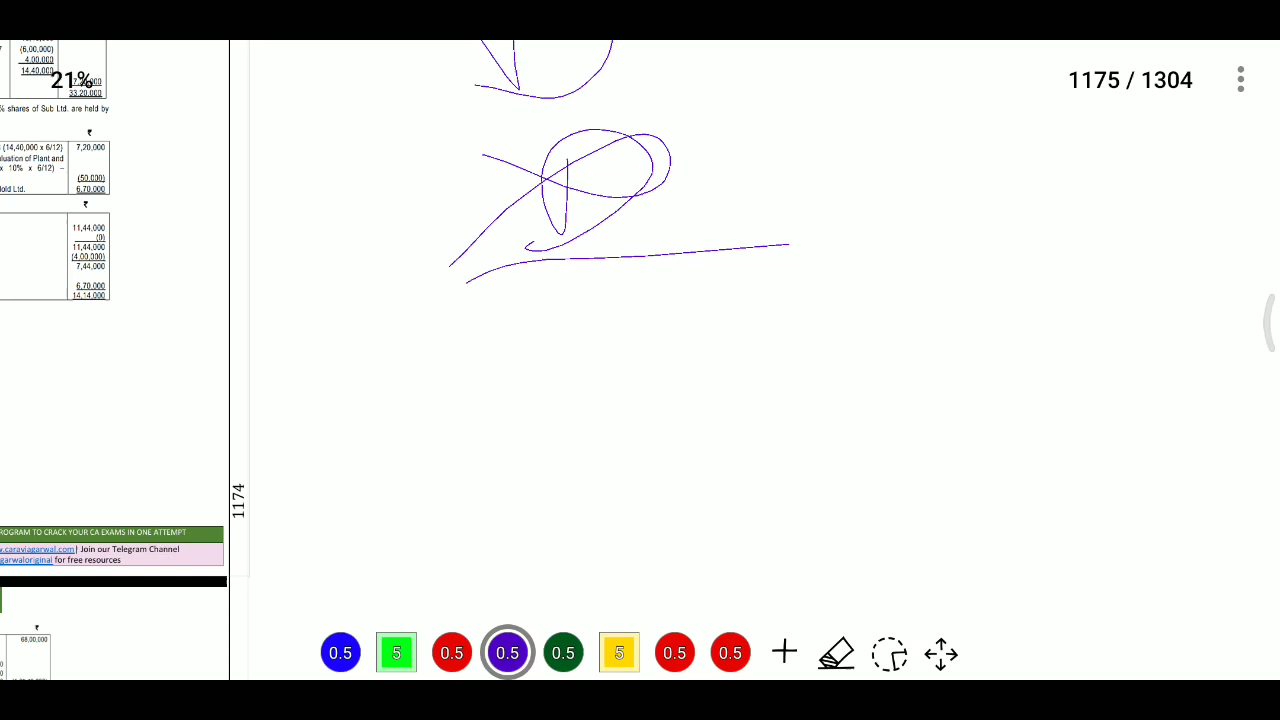 (6,00,000)
4,00,000
14,40,000
21%
33,20,000
% shares of Sub Ltd. are held by
₹
(14,40,000 x 6/12)
7,20,000
aluation of Plant and
x 10% x 6/12) –
(50,000)
Hold Ltd.
6,70,000
₹
11,44,000
(0)
11,44,000
(4,00,000)
7,44,000
6,70,000
14,14,000
1174
ROGRAM TO CRACK YOUR CA EXAMS IN ONE ATTEMPT
w.caraviagarwal.com| Join our Telegram Channel
garwaloriginal for free resources
₹
68,00,000
1175 / 1304
0.5 5 0.5 0.5 0.5 5 0.5 0.5